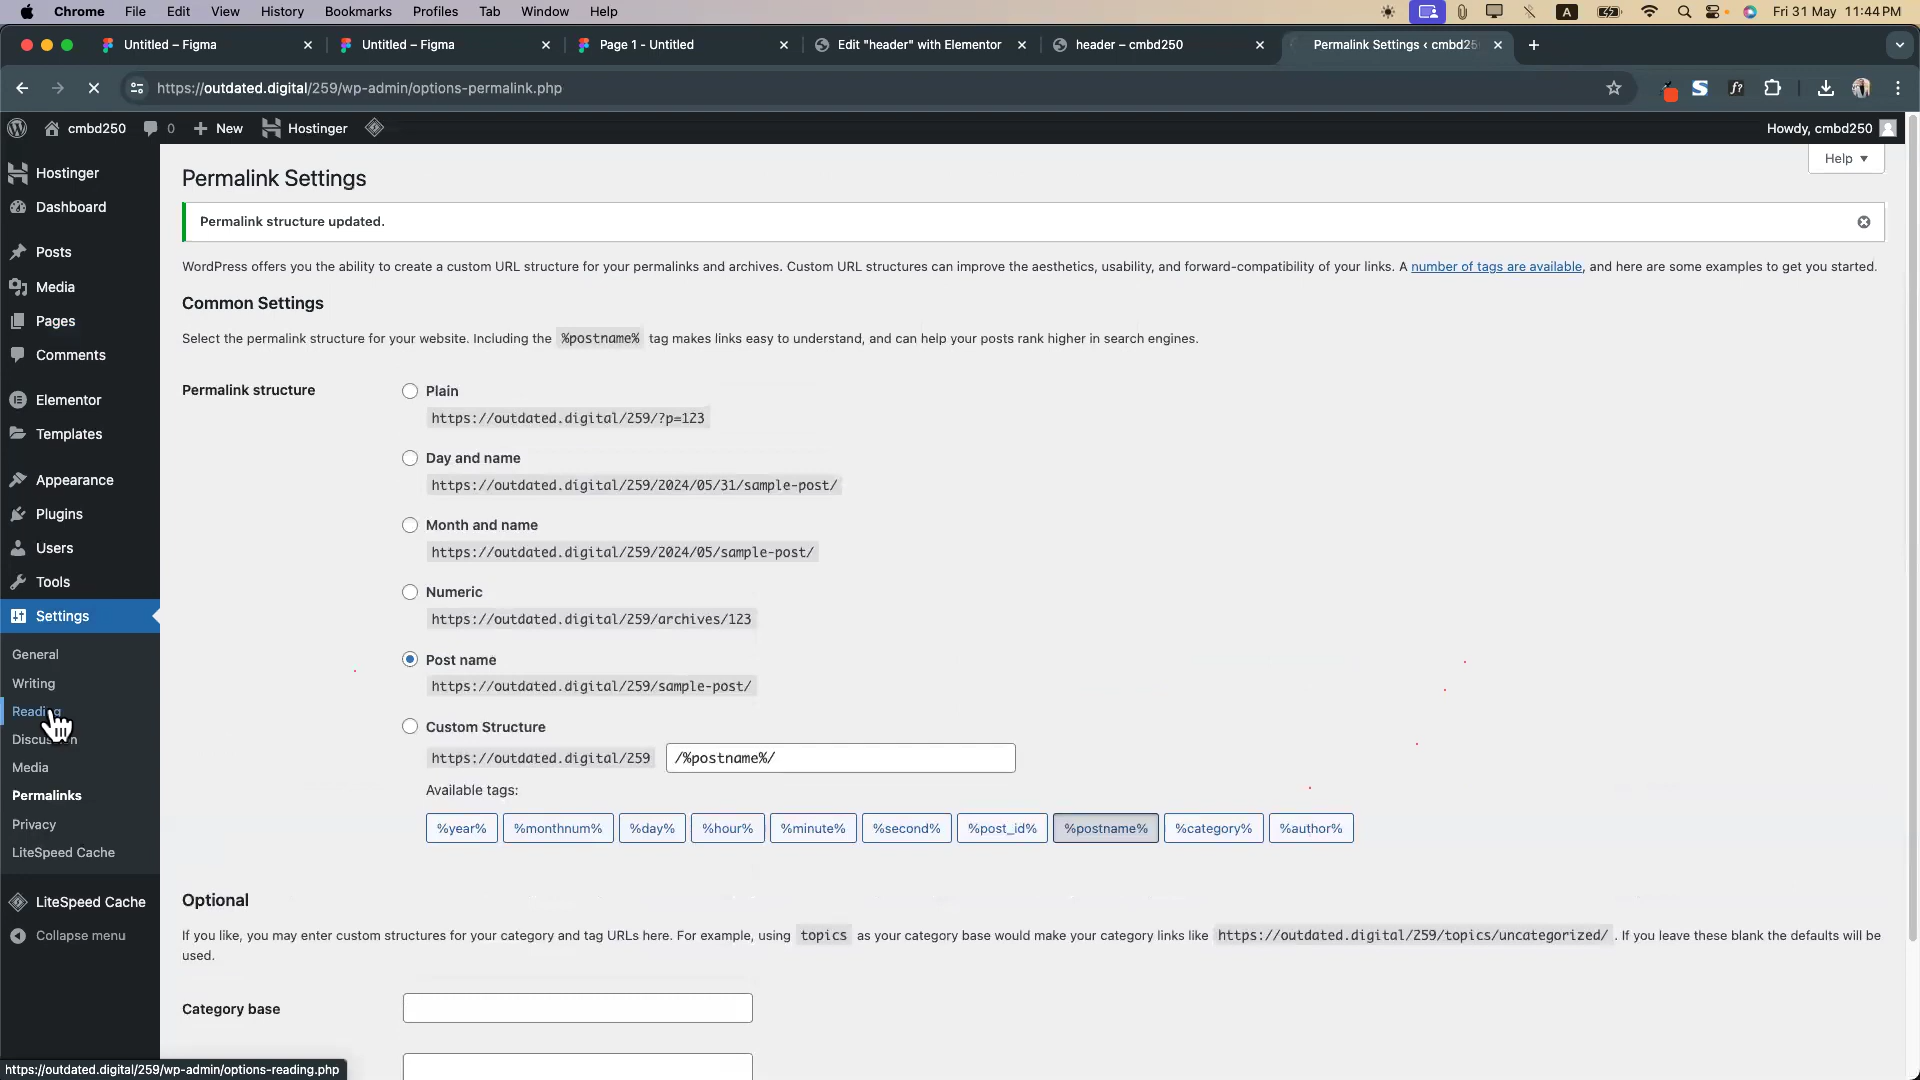 Chrome File Edit View History Bookmarks Profiles Tab Window Help
A Fri 31 May 11:44 PM
Untitled – Figma
Untitled – Figma
Page 1 - Untitled
Edit "header" with Elementor
header – cmbd250
Permalink Settings ‹ cmbd25
https://outdated.digital/259/wp-admin/options-permalink.php
cmbd250 0 New Hostinger
Howdy, cmbd250
Help
Hostinger
Dashboard
Posts
Media
Pages
Comments
Elementor
Templates
Appearance
Plugins
Users
Tools
Settings
General
Writing
Reading
Media
Permalinks
Privacy
LiteSpeed Cache
LiteSpeed Cache
Collapse menu
Permalink Settings
Permalink structure updated.
WordPress offers you the ability to create a custom URL structure for your permalinks and archives. Custom URL structures can improve the aesthetics, usability, and forward-compatibility of your links. A number of tags are available, and here are some examples to get you started.
Common Settings
Select the permalink structure for your website. Including the %postname% tag makes links easy to understand, and can help your posts rank higher in search engines.
Permalink structure
Plain
https://outdated.digital/259/?p=123
Day and name
https://outdated.digital/259/2024/05/31/sample-post/
Month and name
https://outdated.digital/259/2024/05/sample-post/
Numeric
https://outdated.digital/259/archives/123
Post name
https://outdated.digital/259/sample-post/
Custom Structure
https://outdated.digital/259 /%postname%/
Available tags:
%year% %monthnum% %day% %hour% %minute% %second% %post_id% %postname% %category% %author%
Optional
If you like, you may enter custom structures for your category and tag URLs here. For example, using topics as your category base would make your category links like https://outdated.digital/259/topics/uncategorized/ . If you leave these blank the defaults will be
used.
Category base
https://outdated.digital/259/wp-admin/options-reading.php